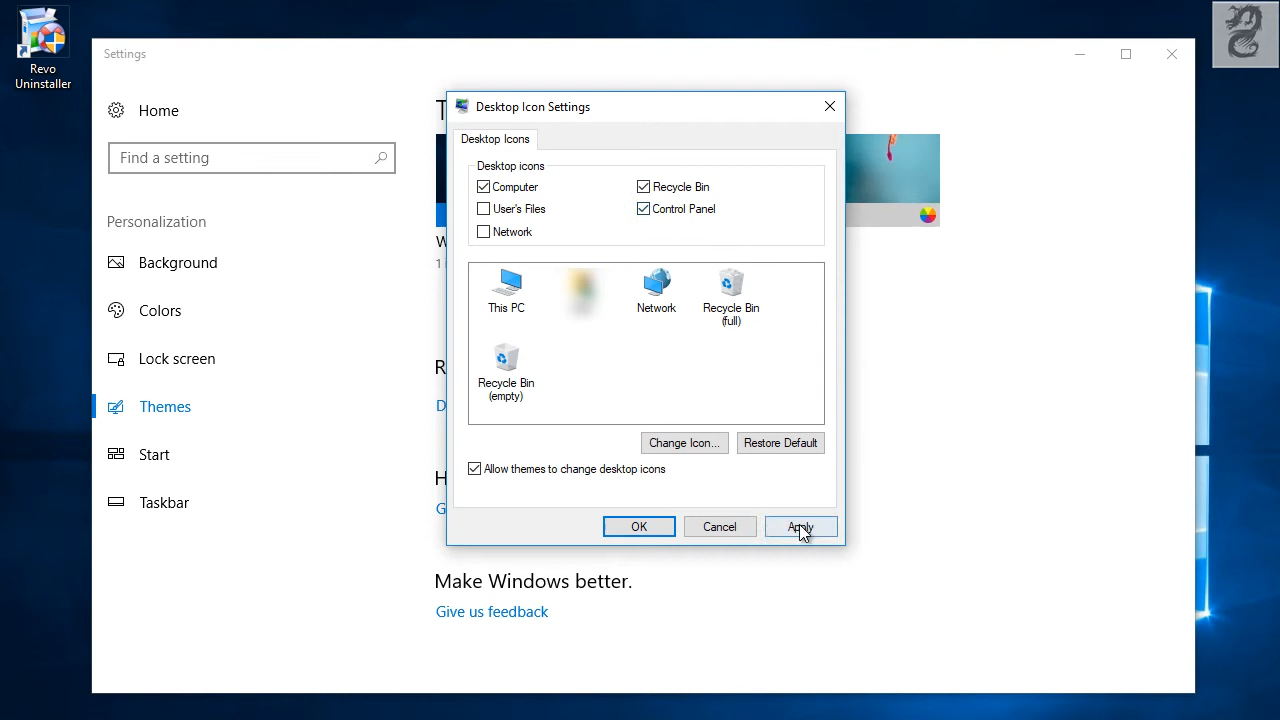 Revo
Uninstaller
Settings
Home
Find a setting
Personalization
Background
Colors
Lock screen
Themes
Start
Taskbar
T
W
1
R
D
H
G
Make Windows better.
Give us feedback
Desktop Icon Settings
Desktop Icons
Desktop icons
Computer
Recycle Bin
User's Files
Control Panel
Network
This PC
Network
Recycle Bin
(full)
Recycle Bin
(empty)
Change Icon...
Restore Default
Allow themes to change desktop icons
OK
Cancel
Apply